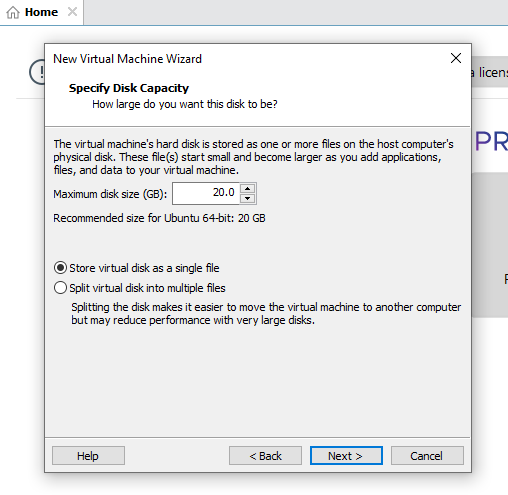 Home
New Virtual Machine Wizard
Specify Disk Capacity
How large do you want this disk to be?
a licens
The virtual machine's hard disk is stored as one or more files on the host computer's
physical disk. These file(s) start small and become larger as you add applications,
files, and data to your virtual machine.
PR
Maximum disk size (GB): 20.0
Recommended size for Ubuntu 64-bit: 20 GB
Store virtual disk as a single file
Split virtual disk into multiple files
Splitting the disk makes it easier to move the virtual machine to another computer
but may reduce performance with very large disks.
Help < Back Next > Cancel